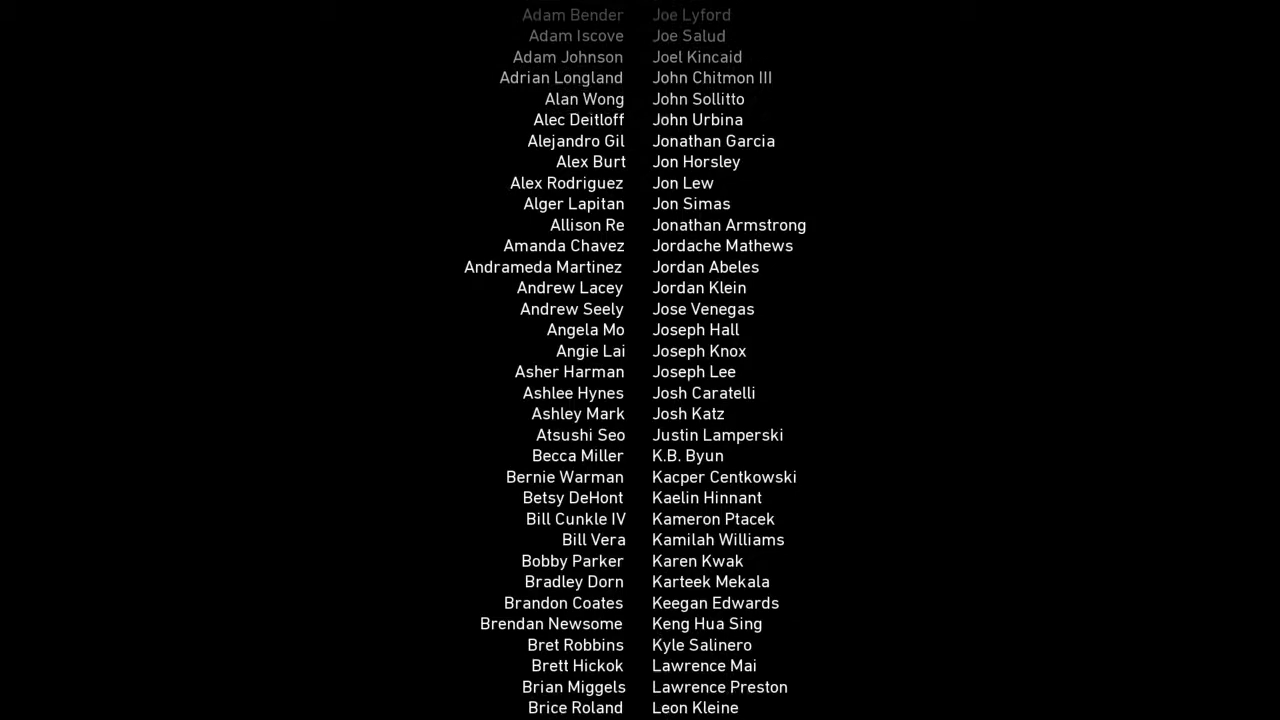 Adam Bender Joe Lyford
Adam Iscove Joe Salud
Adam Johnson Joel Kincaid
Adrian Longland John Chitmon III
Alan Wong John Sollitto
Alec Deitloff John Urbina
Alejandro Gil Jonathan Garcia
Alex Burt Jon Horsley
Alex Rodriguez Jon Lew
Alger Lapitan Jon Simas
Allison Re Jonathan Armstrong
Amanda Chavez Jordache Mathews
Andrameda Martinez Jordan Abeles
Andrew Lacey Jordan Klein
Andrew Seely Jose Venegas
Angela Mo Joseph Hall
Angie Lai Joseph Knox
Asher Harman Joseph Lee
Ashlee Hynes Josh Caratelli
Ashley Mark Josh Katz
Atsushi Seo Justin Lamperski
Becca Miller K.B. Byun
Bernie Warman Kacper Centkowski
Betsy DeHont Kaelin Hinnant
Bill Cunkle IV Kameron Ptacek
Bill Vera Kamilah Williams
Bobby Parker Karen Kwak
Bradley Dorn Karteek Mekala
Brandon Coates Keegan Edwards
Brendan Newsome Keng Hua Sing
Bret Robbins Kyle Salinero
Brett Hickok Lawrence Mai
Brian Miggels Lawrence Preston
Brice Roland Leon Kleine